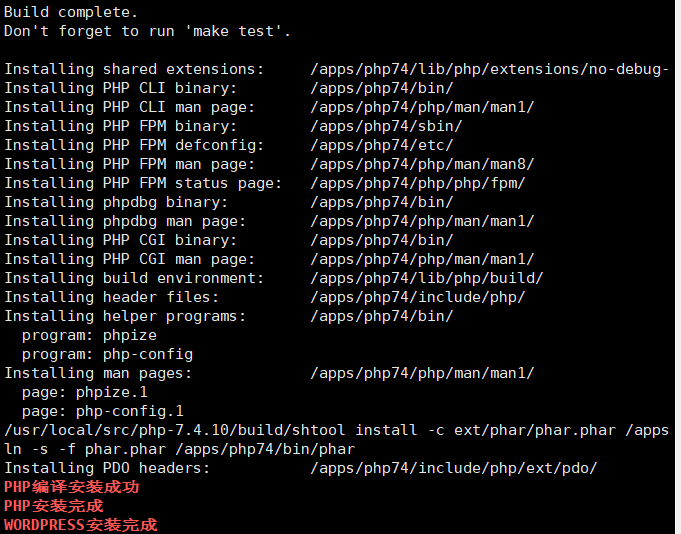 Build complete.
Don't forget to run 'make test'.
Installing shared extensions:     /apps/php74/lib/php/extensions/no-debug-
Installing PHP CLI binary:        /apps/php74/bin/
Installing PHP CLI man page:      /apps/php74/php/man/man1/
Installing PHP FPM binary:        /apps/php74/sbin/
Installing PHP FPM defconfig:     /apps/php74/etc/
Installing PHP FPM man page:      /apps/php74/php/man/man8/
Installing PHP FPM status page:   /apps/php74/php/php/fpm/
Installing phpdbg binary:         /apps/php74/bin/
Installing phpdbg man page:       /apps/php74/php/man/man1/
Installing PHP CGI binary:        /apps/php74/bin/
Installing PHP CGI man page:      /apps/php74/php/man/man1/
Installing build environment:     /apps/php74/lib/php/build/
Installing header files:          /apps/php74/include/php/
Installing helper programs:       /apps/php74/bin/
  program: phpize
  program: php-config
Installing man pages:             /apps/php74/php/man/man1/
  page: phpize.1
  page: php-config.1
/usr/local/src/php-7.4.10/build/shtool install -c ext/phar/phar.phar /apps
ln -s -f phar.phar /apps/php74/bin/phar
Installing PDO headers:           /apps/php74/include/php/ext/pdo/
PHP编译安装成功
PHP安装完成
WORDPRESS安装完成